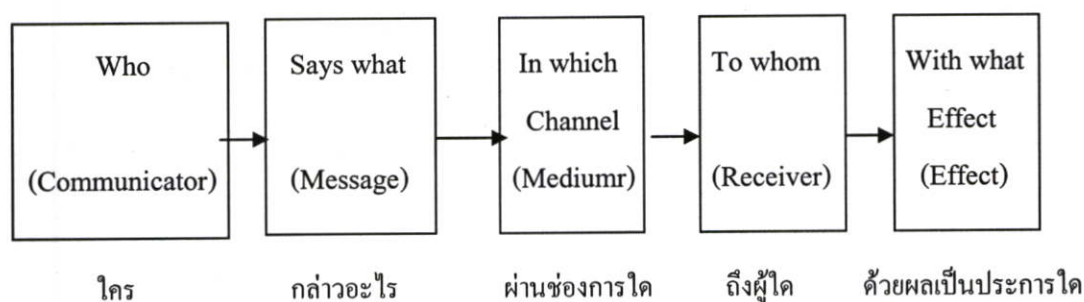 Who
(Communicator)
Says what
(Message)
In which
Channel
(Mediumr)
To whom
(Receiver)
With what
Effect
(Effect)
ใคร
กล่าวอะไร
ผ่านช่องการใด
ถึงผู้ใด
ด้วยผลเป็นประการใด